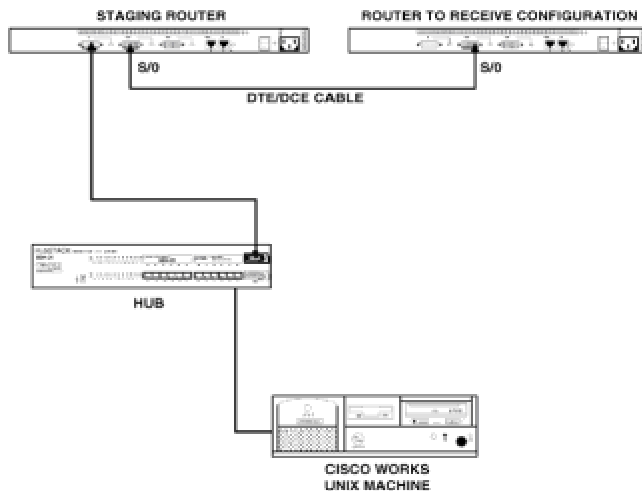 STAGING ROUTER
ROUTER TO RECEIVE CONFIGURATION
S/0
S/0
DTE/DCE CABLE
HUB
CISCO WORKS
UNIX MACHINE